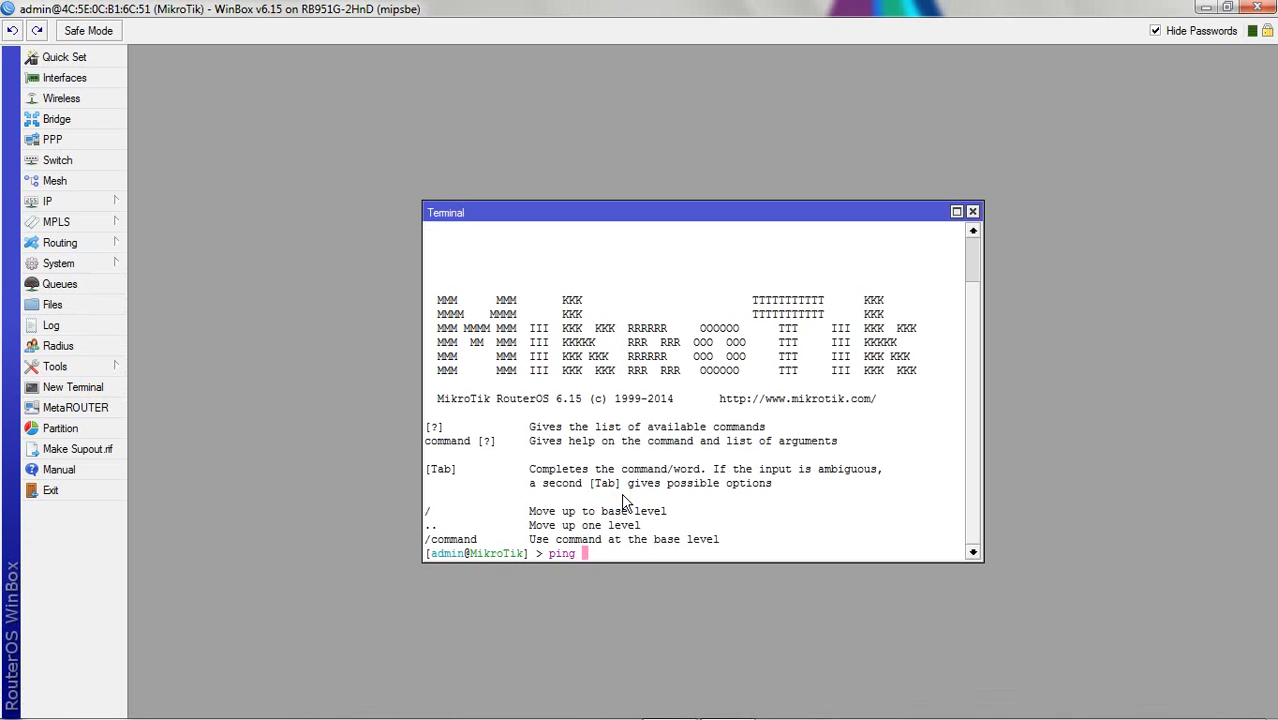 admin@4C:5E:0C:B1:6C:51 (MikroTik) - WinBox v6.15 on RB951G-2HnD (mipsbe)
Safe Mode
Hide Passwords
Quick Set
Interfaces
Wireless
Bridge
PPP
Switch
Mesh
IP
MPLS
Routing
System
Queues
Files
Log
Radius
Tools
New Terminal
MetaROUTER
Partition
Make Supout.rif
Manual
Exit
RouterOS WinBox
Terminal
MMM      MMM       KKK                          TTTTTTTTTTT      KKK
MMMM    MMMM       KKK                          TTTTTTTTTTT      KKK
MMM MMMM MMM  III  KKK  KKK  RRRRRR     OOOOOO      TTT     III  KKK  KKK
MMM  MM  MMM  III  KKKKK     RRR  RRR  OOO  OOO     TTT     III  KKKKK
MMM      MMM  III  KKK KKK   RRRRRR    OOO  OOO     TTT     III  KKK KKK
MMM      MMM  III  KKK  KKK  RRR  RRR   OOOOOO      TTT     III  KKK  KKK
MikroTik RouterOS 6.15 (c) 1999-2014       http://www.mikrotik.com/
[?]             Gives the list of available commands
command [?]     Gives help on the command and list of arguments
[Tab]           Completes the command/word. If the input is ambiguous,
a second [Tab] gives possible options
/               Move up to base level
..              Move up one level
/command        Use command at the base level
[admin@MikroTik] > ping